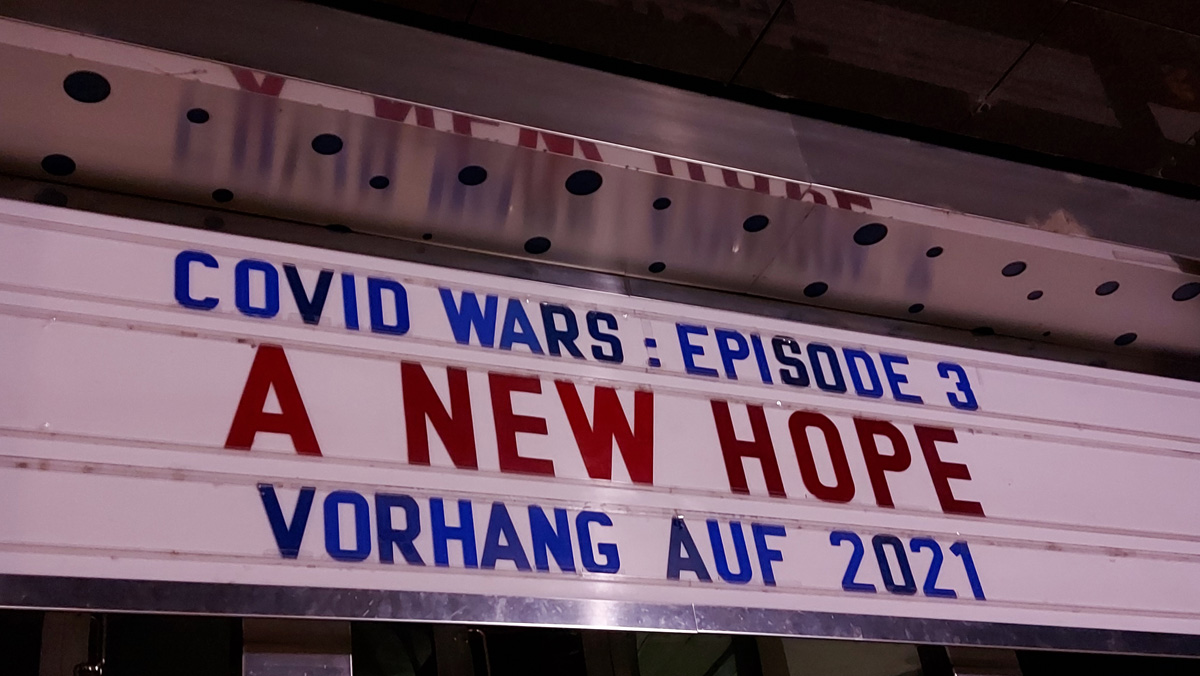 COVID WARS : EPISODE 3
A NEW HOPE
VORHANG AUF 2021